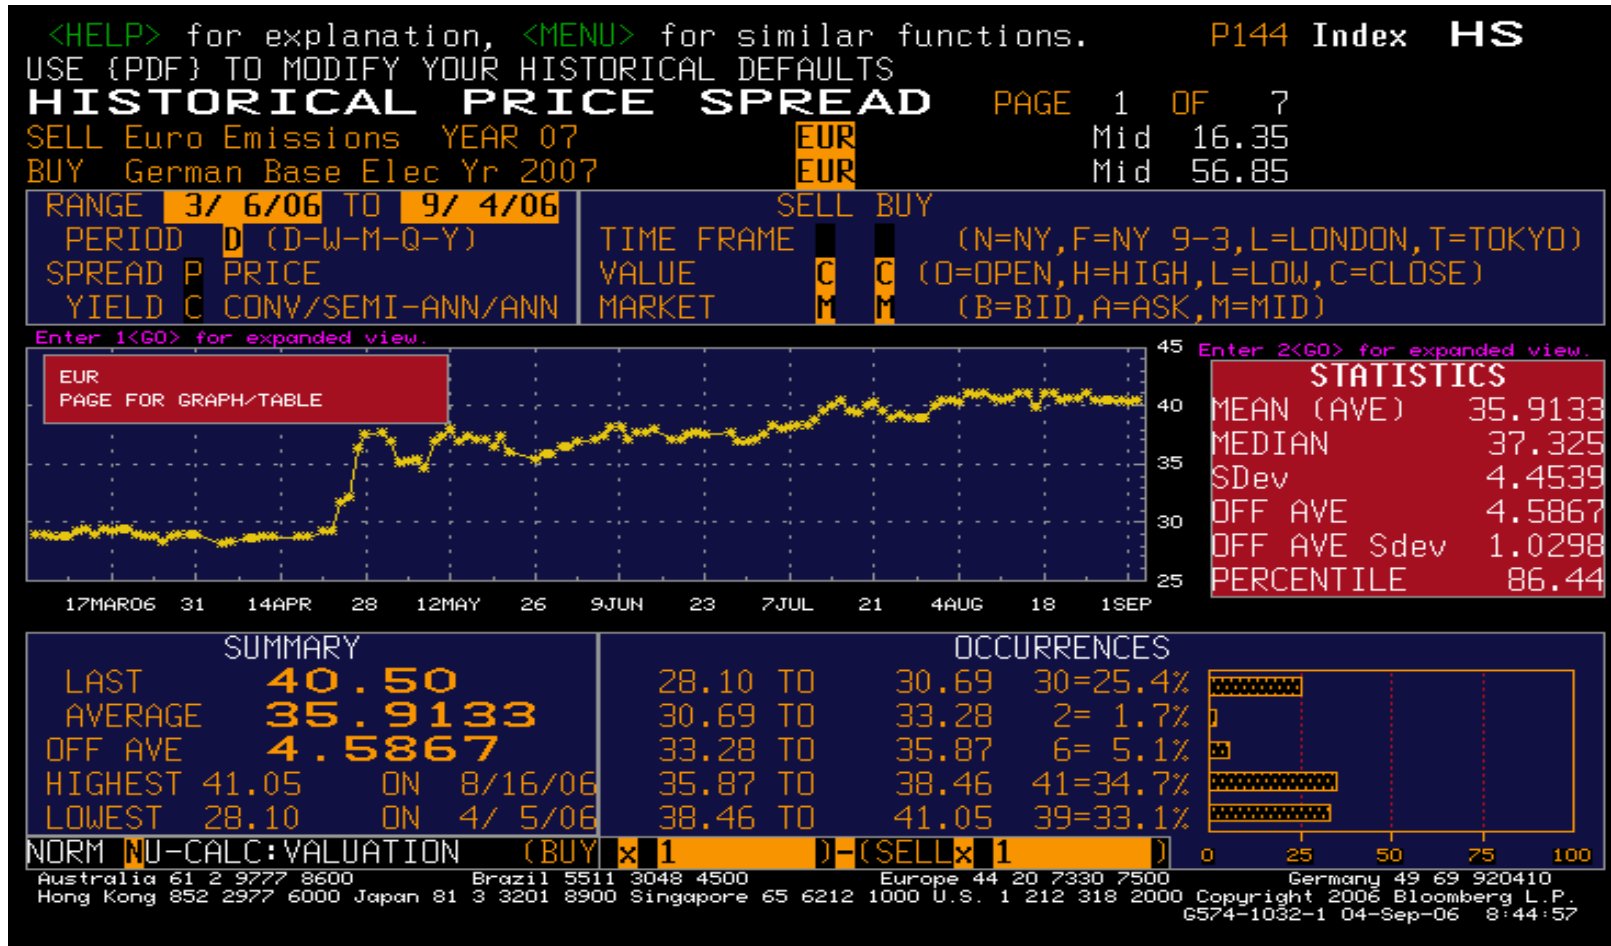 <HELP> for explanation, <MENU> for similar functions. P144 Index HS
USE {PDF} TO MODIFY YOUR HISTORICAL DEFAULTS
HISTORICAL PRICE SPREAD PAGE 1 OF 7
SELL Euro Emissions YEAR 07 EUR Mid 16.35
BUY German Base Elec Yr 2007 EUR Mid 56.85
RANGE 3/ 6/06 TO 9/ 4/06
PERIOD D (D-W-M-Q-Y)
SPREAD P PRICE
YIELD C CONV/SEMI-ANN/ANN
SELL BUY
TIME FRAME (N=NY,F=NY 9-3,L=LONDON,T=TOKYO)
VALUE C C (O=OPEN,H=HIGH,L=LOW,C=CLOSE)
MARKET M M (B=BID,A=ASK,M=MID)
Enter 1<GO> for expanded view.
EUR
PAGE FOR GRAPH/TABLE
45
40
35
30
25
17MAR06 31 14APR 28 12MAY 26 9JUN 23 7JUL 21 4AUG 18 1SEP
Enter 2<GO> for expanded view.
STATISTICS
MEAN (AVE) 35.9133
MEDIAN 37.325
SDev 4.4539
OFF AVE 4.5867
OFF AVE Sdev 1.0298
PERCENTILE 86.44
SUMMARY
LAST 40.50
AVERAGE 35.9133
OFF AVE 4.5867
HIGHEST 41.05 ON 8/16/06
LOWEST 28.10 ON 4/ 5/06
OCCURRENCES
28.10 TO 30.69 30=25.4%
30.69 TO 33.28 2= 1.7%
33.28 TO 35.87 6= 5.1%
35.87 TO 38.46 41=34.7%
38.46 TO 41.05 39=33.1%
0 25 50 75 100
NORM NU-CALC:VALUATION (BUY x 1 )-(SELLx 1 )
Australia 61 2 9777 8600 Brazil 5511 3048 4500 Europe 44 20 7330 7500 Germany 49 69 920410
Hong Kong 852 2977 6000 Japan 81 3 3201 8900 Singapore 65 6212 1000 U.S. 1 212 318 2000 Copyright 2006 Bloomberg L.P.
G574-1032-1 04-Sep-06 8:44:57